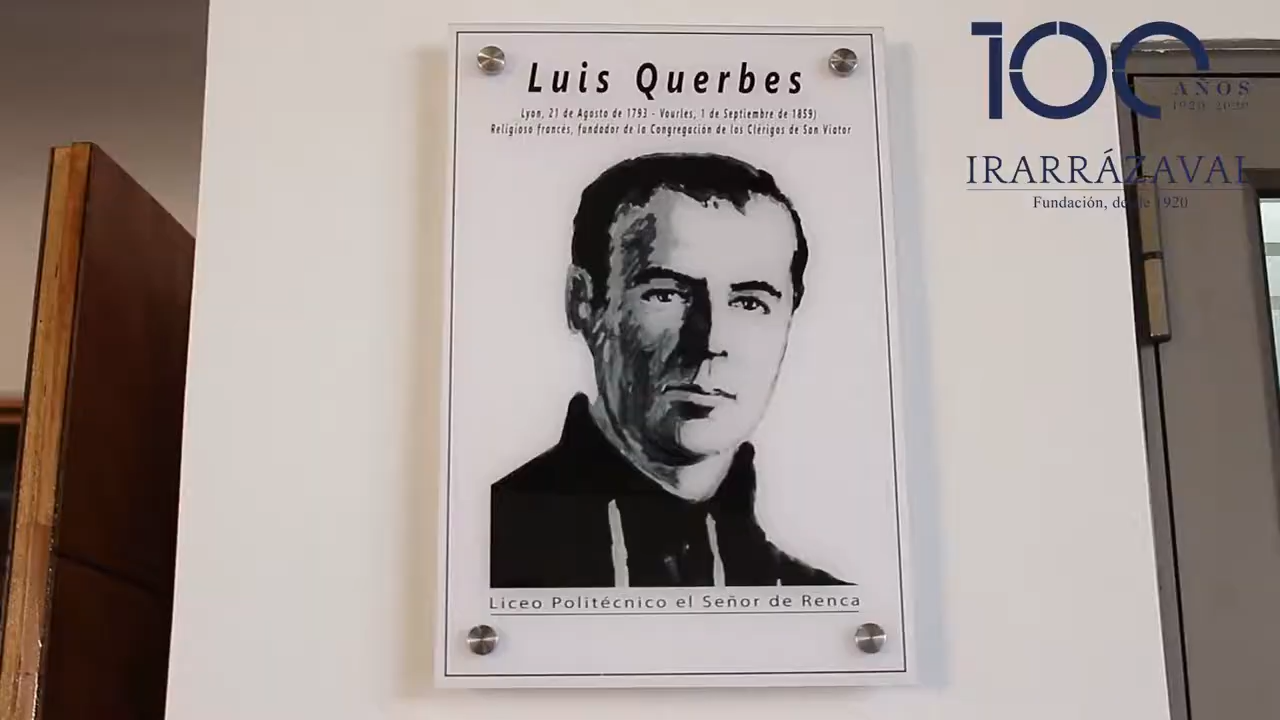 Luis Querbes
Lyon, 21 de Agosto de 1793 - Vourles, 1 de Septiembre de 1859)
Religioso francés, fundador de la Congregación de los Clérigos de San Viator
Liceo Politécnico el Señor de Renca
100
AÑOS
1920-2020
IRARRÁZAVAL
Fundación, desde 1920